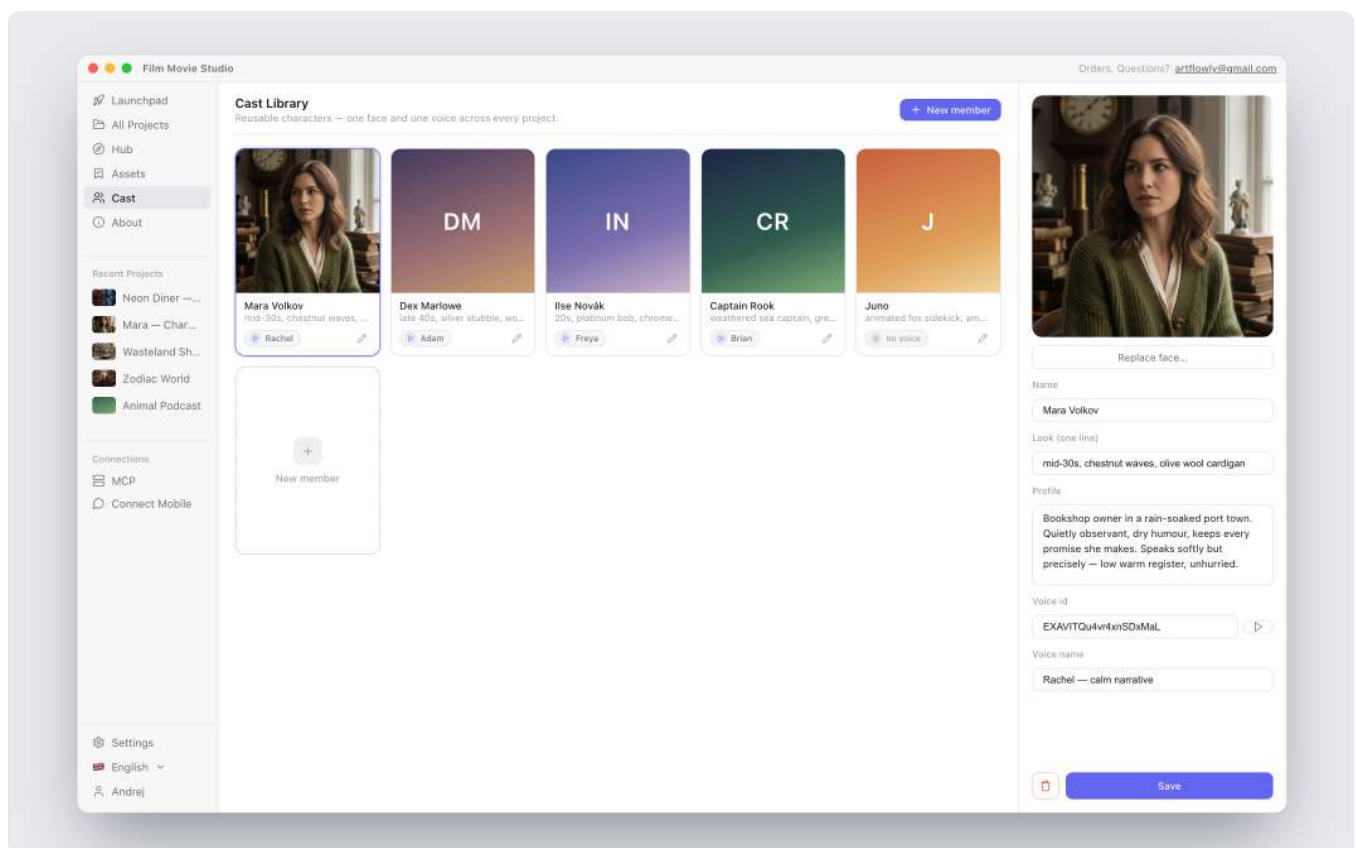 Film Movie Studio
Orders, Questions? artflowly@gmail.com
Launchpad
All Projects
Hub
Assets
Cast
About
Recent Projects
Neon Diner —...
Mara — Char...
Wasteland Sh...
Zodiac World
Animal Podcast
Connections
MCP
Connect Mobile
Settings
English
Andrej
Cast Library
Reusable characters — one face and one voice across every project.
+ New member
DM
IN
CR
J
Mara Volkov
mid-30s, chestnut waves, ...
Rachel
Dex Marlowe
late 40s, silver stubble, wo...
Adam
Ilse Novák
20s, platinum bob, chrome...
Freya
Captain Rook
weathered sea captain, gre...
Brian
Juno
animated fox sidekick, am...
no voice
+
New member
Replace face...
Name
Mara Volkov
Look (one line)
mid-30s, chestnut waves, olive wool cardigan
Profile
Bookshop owner in a rain-soaked port town.
Quietly observant, dry humour, keeps every
promise she makes. Speaks softly but
precisely — low warm register, unhurried.
Voice id
EXAVITQu4vr4xnSDxMaL
Voice name
Rachel — calm narrative
Save